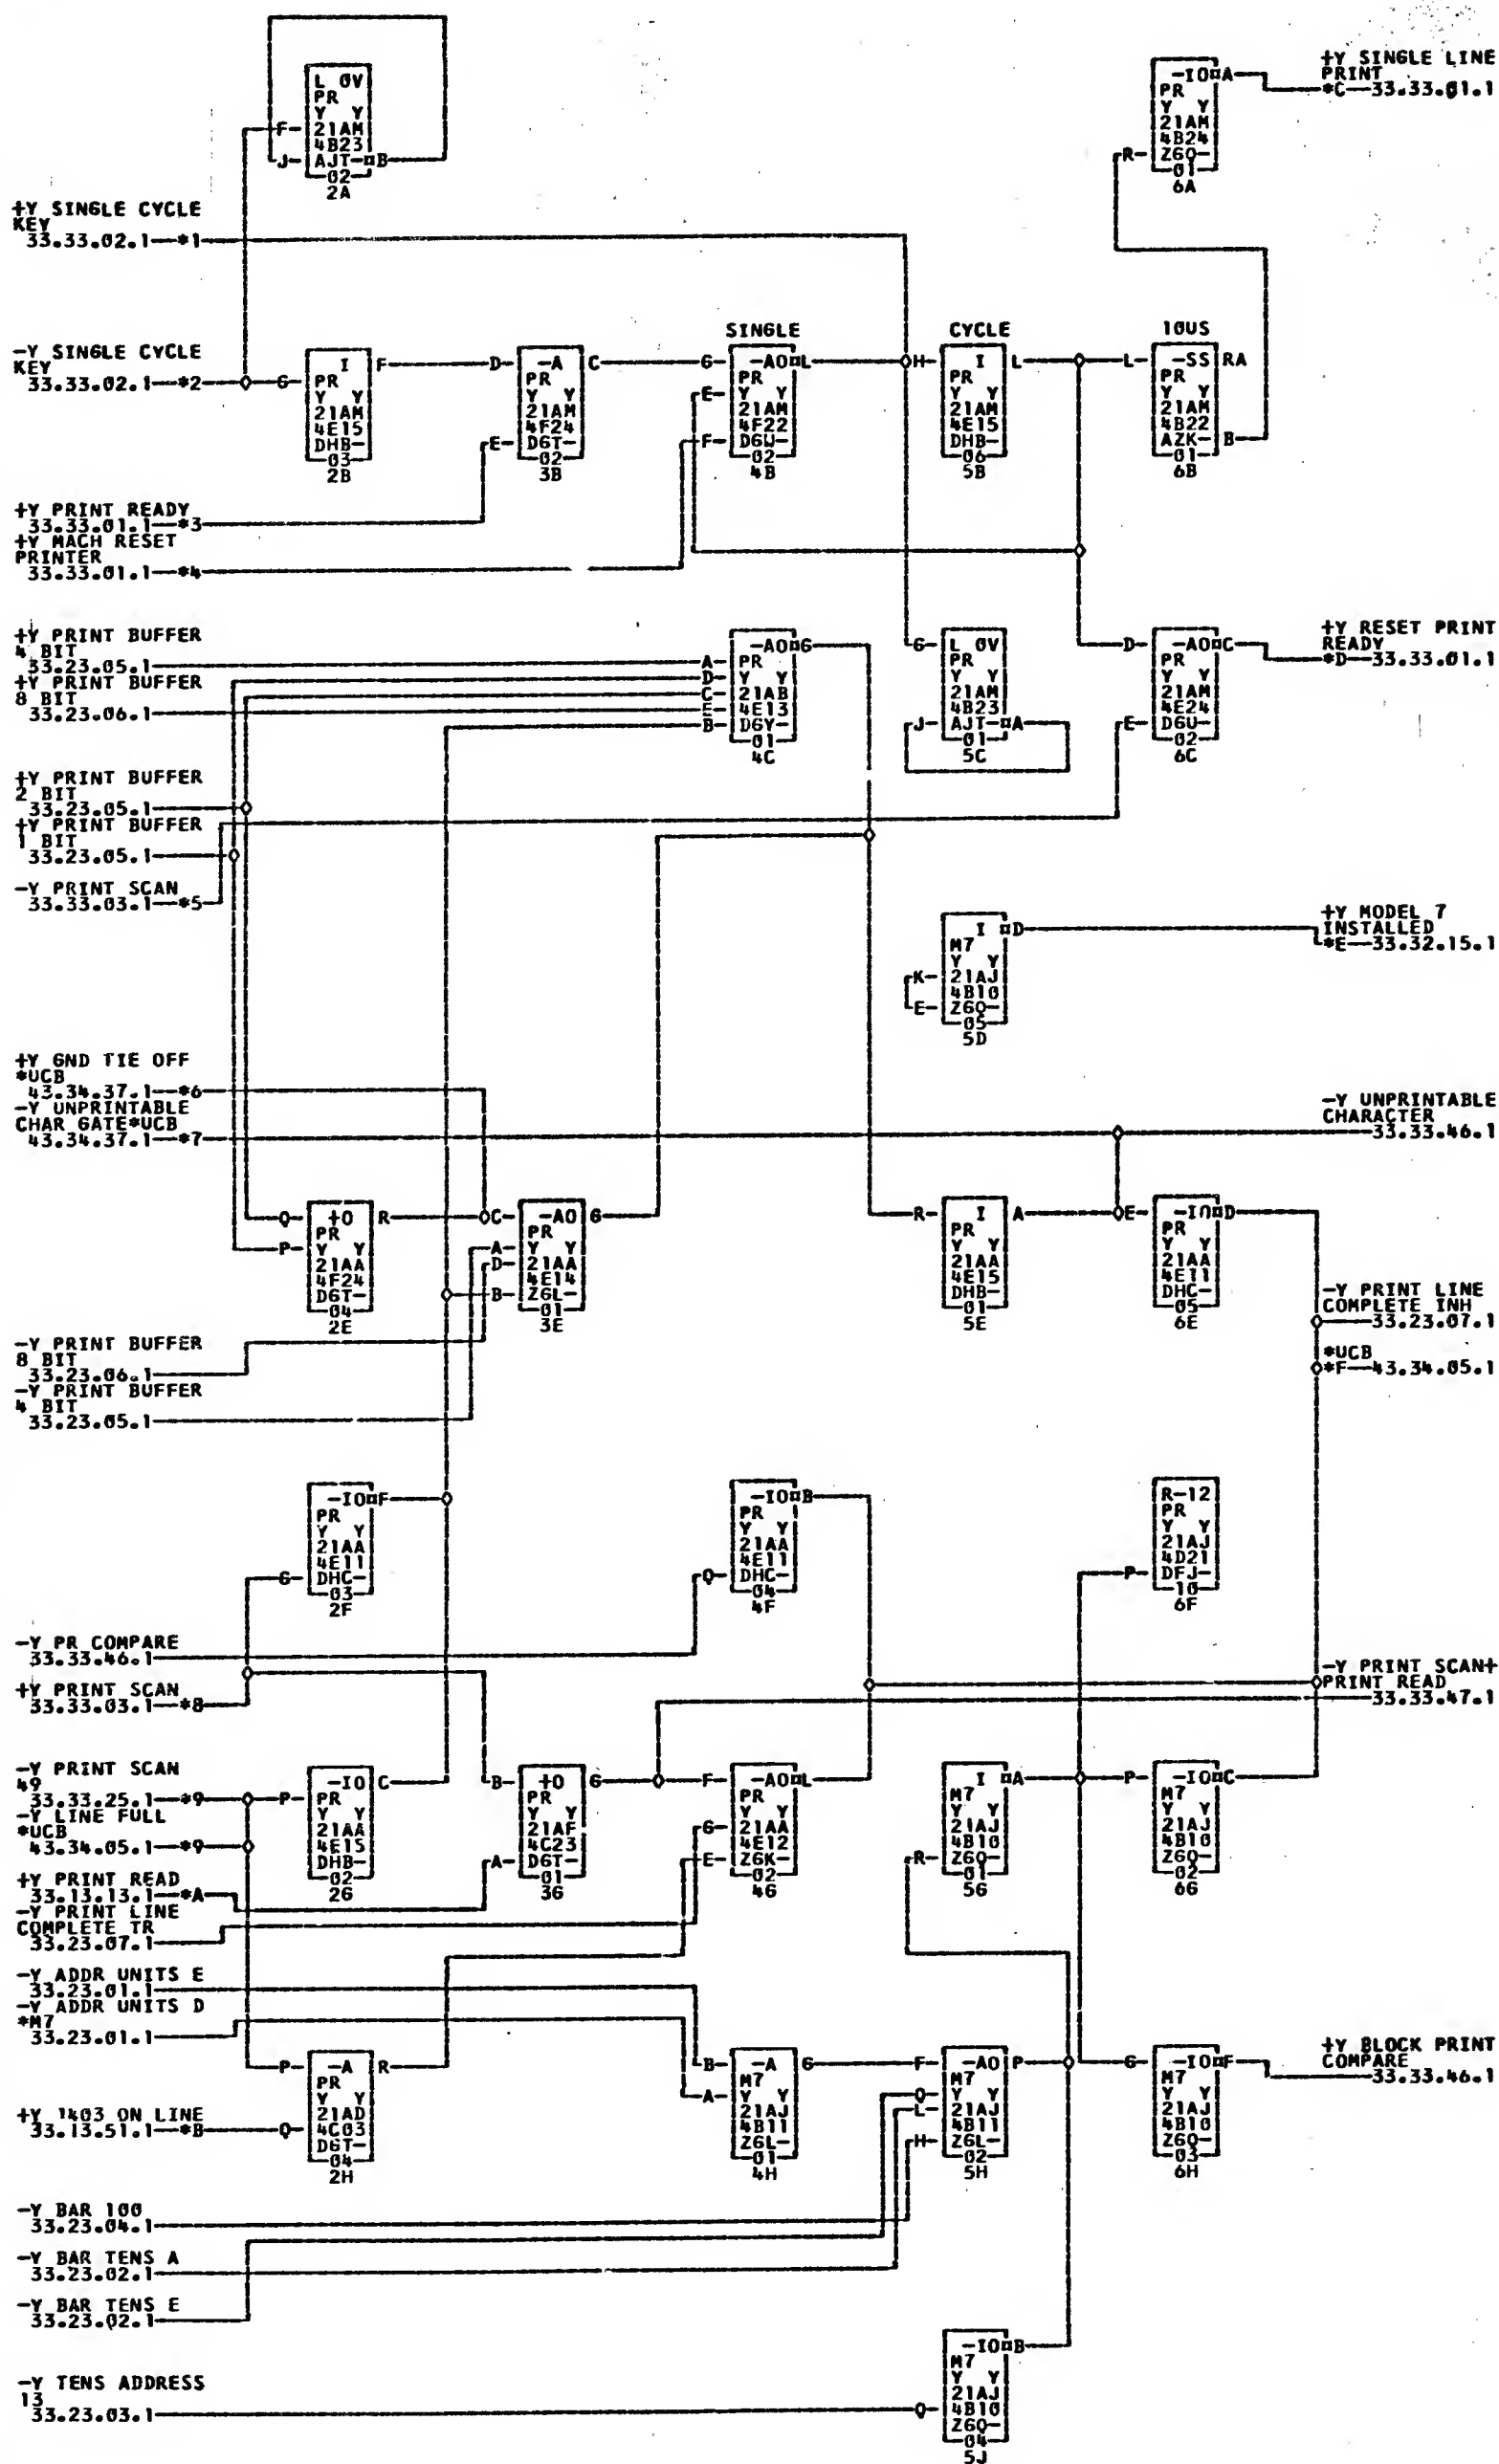 +Y SINGLE LINE
PRINT
*C—33.33.01.1
-IO A
PR
Y Y
21AM
4B24
R- Z6Q-
01
6A
L OV
PR
Y Y
F- 21AM
4B23
J- AJT- B
02
2A
+Y SINGLE CYCLE
KEY
33.33.02.1—*1
-Y SINGLE CYCLE
KEY
33.33.02.1—*2
G- I F
PR
Y Y
21AM
4E15
DHB-
03
2B
D- -A C
PR
Y Y
21AM
4F24
E- D6T-
02
3B
SINGLE
G- -AO L
PR
E- Y Y
21AM
4F22
F- D6W-
02
4B
CYCLE
H- I L
PR
Y Y
21AM
4E15
DHB-
06
5B
10US
L- -SS RA
PR
Y Y
21AM
4B22
AZK- B
01
6B
+Y PRINT READY
33.33.01.1—*3
+Y MACH RESET
PRINTER
33.33.01.1—*4
+Y PRINT BUFFER
4 BIT
33.23.05.1
+Y PRINT BUFFER
8 BIT
33.23.06.1
-AO G
A- PR
D- Y Y
C- 21AB
E- 4E13
B- D6Y-
01
4C
G- L OV
PR
Y Y
21AM
4B23
J- AJT- A
01
5C
D- -AO C
PR
Y Y
21AM
4E24
E- D6U-
02
6C
+Y RESET PRINT
READY
*D—33.33.01.1
+Y PRINT BUFFER
2 BIT
33.23.05.1
+Y PRINT BUFFER
1 BIT
33.23.05.1
-Y PRINT SCAN
33.33.03.1—*5
I D
M7
Y Y
K- 21AJ
4B10
E- Z6Q-
05
5D
+Y MODEL 7
INSTALLED
*E—33.32.15.1
+Y GND TIE OFF
*UCB
43.34.37.1—*6
-Y UNPRINTABLE
CHAR GATE*UCB
43.34.37.1—*7
-Y UNPRINTABLE
CHARACTER
33.33.46.1
Q- +O R
PR
P- Y Y
21AA
4F24
D6T-
04
2E
C- -AO G
PR
A- Y Y
D- 21AA
4E14
B- Z6L-
01
3E
R- I A
PR
Y Y
21AA
4E15
DHB-
01
5E
E- -IO D
PR
Y Y
21AA
4E11
DHC-
05
6E
-Y PRINT LINE
COMPLETE INH
33.23.07.1
*UCB
*F—43.34.05.1
-Y PRINT BUFFER
8 BIT
33.23.06.1
-Y PRINT BUFFER
4 BIT
33.23.05.1
-IO F
PR
Y Y
21AA
4E11
G- DHC-
03
2F
-IO B
PR
Y Y
21AA
4E11
Q- DHC-
04
4F
R-12
PR
Y Y
21AJ
4D21
P- DFJ-
10
6F
-Y PR COMPARE
33.33.46.1
+Y PRINT SCAN
33.33.03.1—*8
-Y PRINT SCAN+
PRINT READ
33.33.47.1
-Y PRINT SCAN
49
33.33.25.1—*9
-Y LINE FULL
*UCB
43.34.05.1—*9
+Y PRINT READ
33.13.13.1—*A
-Y PRINT LINE
COMPLETE TR
33.23.07.1
-IO C
P- PR
Y Y
21AA
4E15
DHB-
02
2G
B- +O G
PR
Y Y
21AF
4C23
A- D6T-
01
3G
F- -AO L
PR
Y Y
G- 21AA
4E12
E- Z6K-
02
4G
I A
M7
Y Y
21AJ
4B10
R- Z6Q-
01
5G
P- -IO C
M7
Y Y
21AJ
4B10
Z6Q-
02
6G
-Y ADDR UNITS E
33.23.01.1
-Y ADDR UNITS D
*M7
33.23.01.1
P- -A R
PR
Y Y
21AD
4C03
Q- D6T-
04
2H
B- -A G
M7
A- Y Y
21AJ
4B11
Z6L-
01
4H
F- -AO P
M7
Q- Y Y
L- 21AJ
4B11
H- Z6L-
02
5H
G- -IO F
M7
Y Y
21AJ
4B10
Z6Q-
03
6H
+Y BLOCK PRINT
COMPARE
33.33.46.1
+Y 1403 ON LINE
33.13.51.1—*B
-Y BAR 100
33.23.04.1
-Y BAR TENS A
33.23.02.1
-Y BAR TENS E
33.23.02.1
-IO B
M7
Y Y
21AJ
Q- 4B10
Z6Q-
04
5J
-Y TENS ADDRESS
13
33.23.03.1